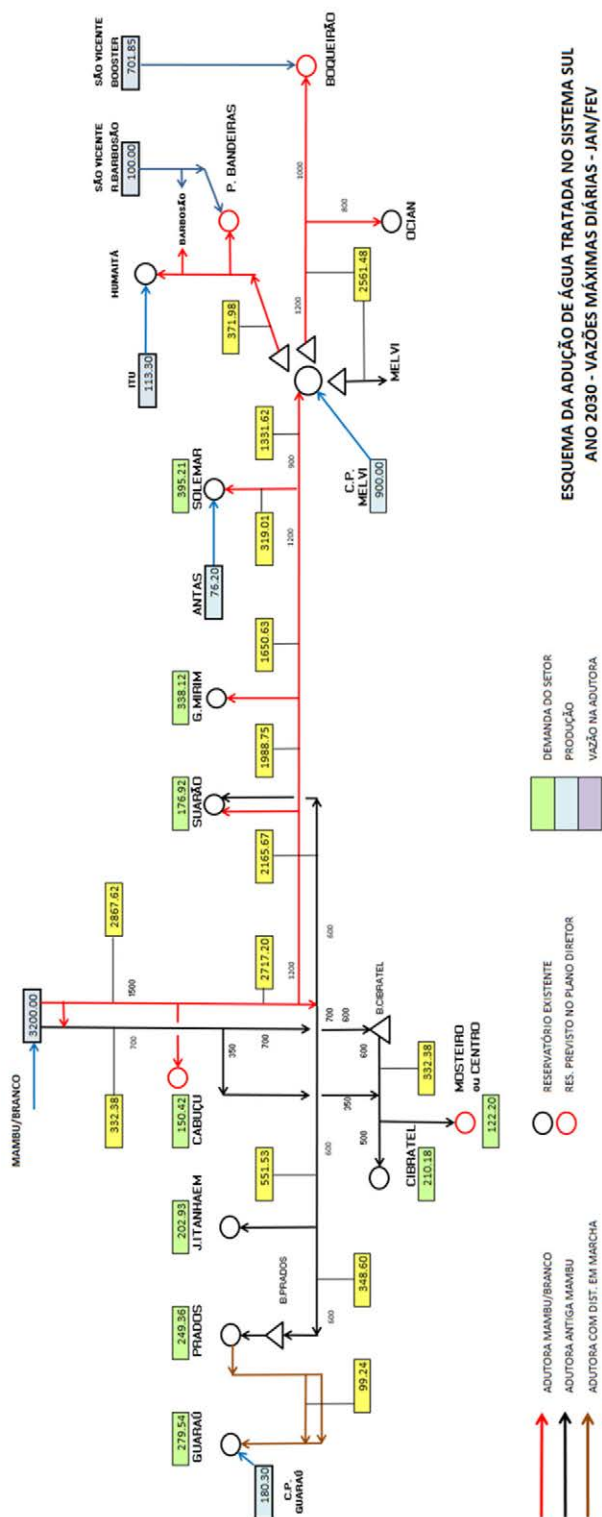 MAMBU/BRANCO
3200.00
332.38
2867.62
700
1500
350
700
CABUÇU
150.42
2717.20
1200
GUARAÚ
279.54
C.P.
GUARAÚ
180.30
99.24
PRADOS
249.36
B.PRADOS
500
348.60
J.ITANHAEM
202.93
551.53
600
700
600
350
B.CIBRATEL
600
500
332.38
CIBRATEL
210.18
MOSTEIRO
ou CENTRO
122.20
600
2165.67
SUARÃO
176.92
1988.75
G.MIRIM
338.12
1650.63
ANTAS
76.20
SOLEMAR
395.21
319.01
1200
900
1331.62
C.P.
MELVI
900.00
MELVI
2561.48
ITU
113.30
HUMAITÁ
371.98
BARBOSÃO
SÃO VICENTE
R.BARBOSÃO
100.00
P. BANDEIRAS
1200
800
OCIAN
1000
SÃO VICENTE
BOOSTER
701.85
BOQUEIRÃO
ADUTORA MAMBU/BRANCO
ADUTORA ANTIGA MAMBU
ADUTORA COM DIST. EM MARCHA
RESERVATÓRIO EXISTENTE
RES. PREVISTO NO PLANO DIRETOR
DEMANDA DO SETOR
PRODUÇÃO
VAZÃO NA ADUTORA
ESQUEMA DA ADUÇÃO DE ÁGUA TRATADA NO SISTEMA SUL
ANO 2030 - VAZÕES MÁXIMAS DIÁRIAS - JAN/FEV